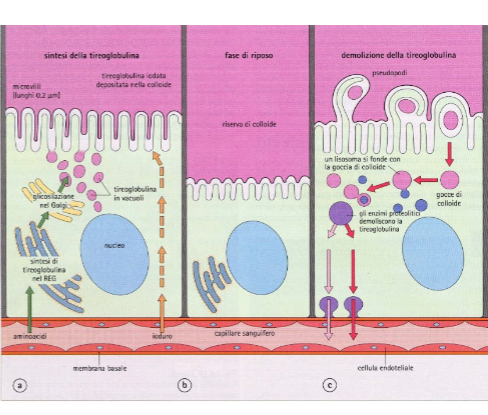 sintesi della tireoglobulina
tireoglobulina iodata
depositata nella colloide
microvilli
(lunghi 0.2 µm)
glicosilazione
nel Golgi
tireoglobulina
in vacuoli
nucleo
sintesi di
tireoglobulina
nel REG
aminoacidi
ioduro
membrana basale
a
fase di riposo
riserva di colloide
capillare sanguifero
b
demolizione della tireoglobulina
pseudopodi
un lisosoma si fonde con
la goccia di colloide
gocce di
colloide
gli enzimi proteolitici
demoliscono la
tireoglobulina
cellula endoteliale
c